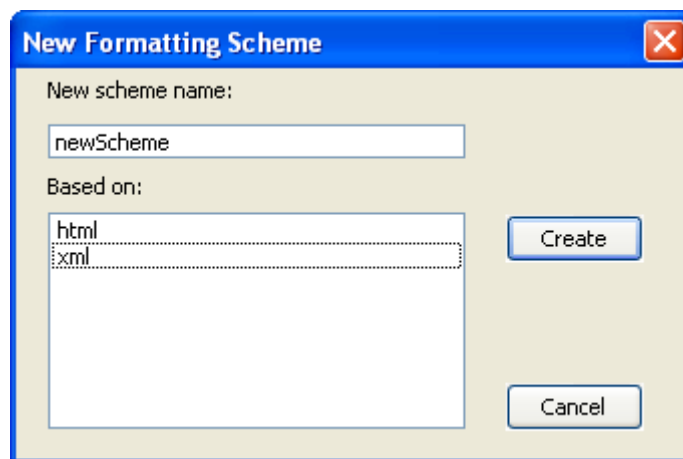 New Formatting Scheme
New scheme name:
newScheme
Based on:
html
xml
Create
Cancel